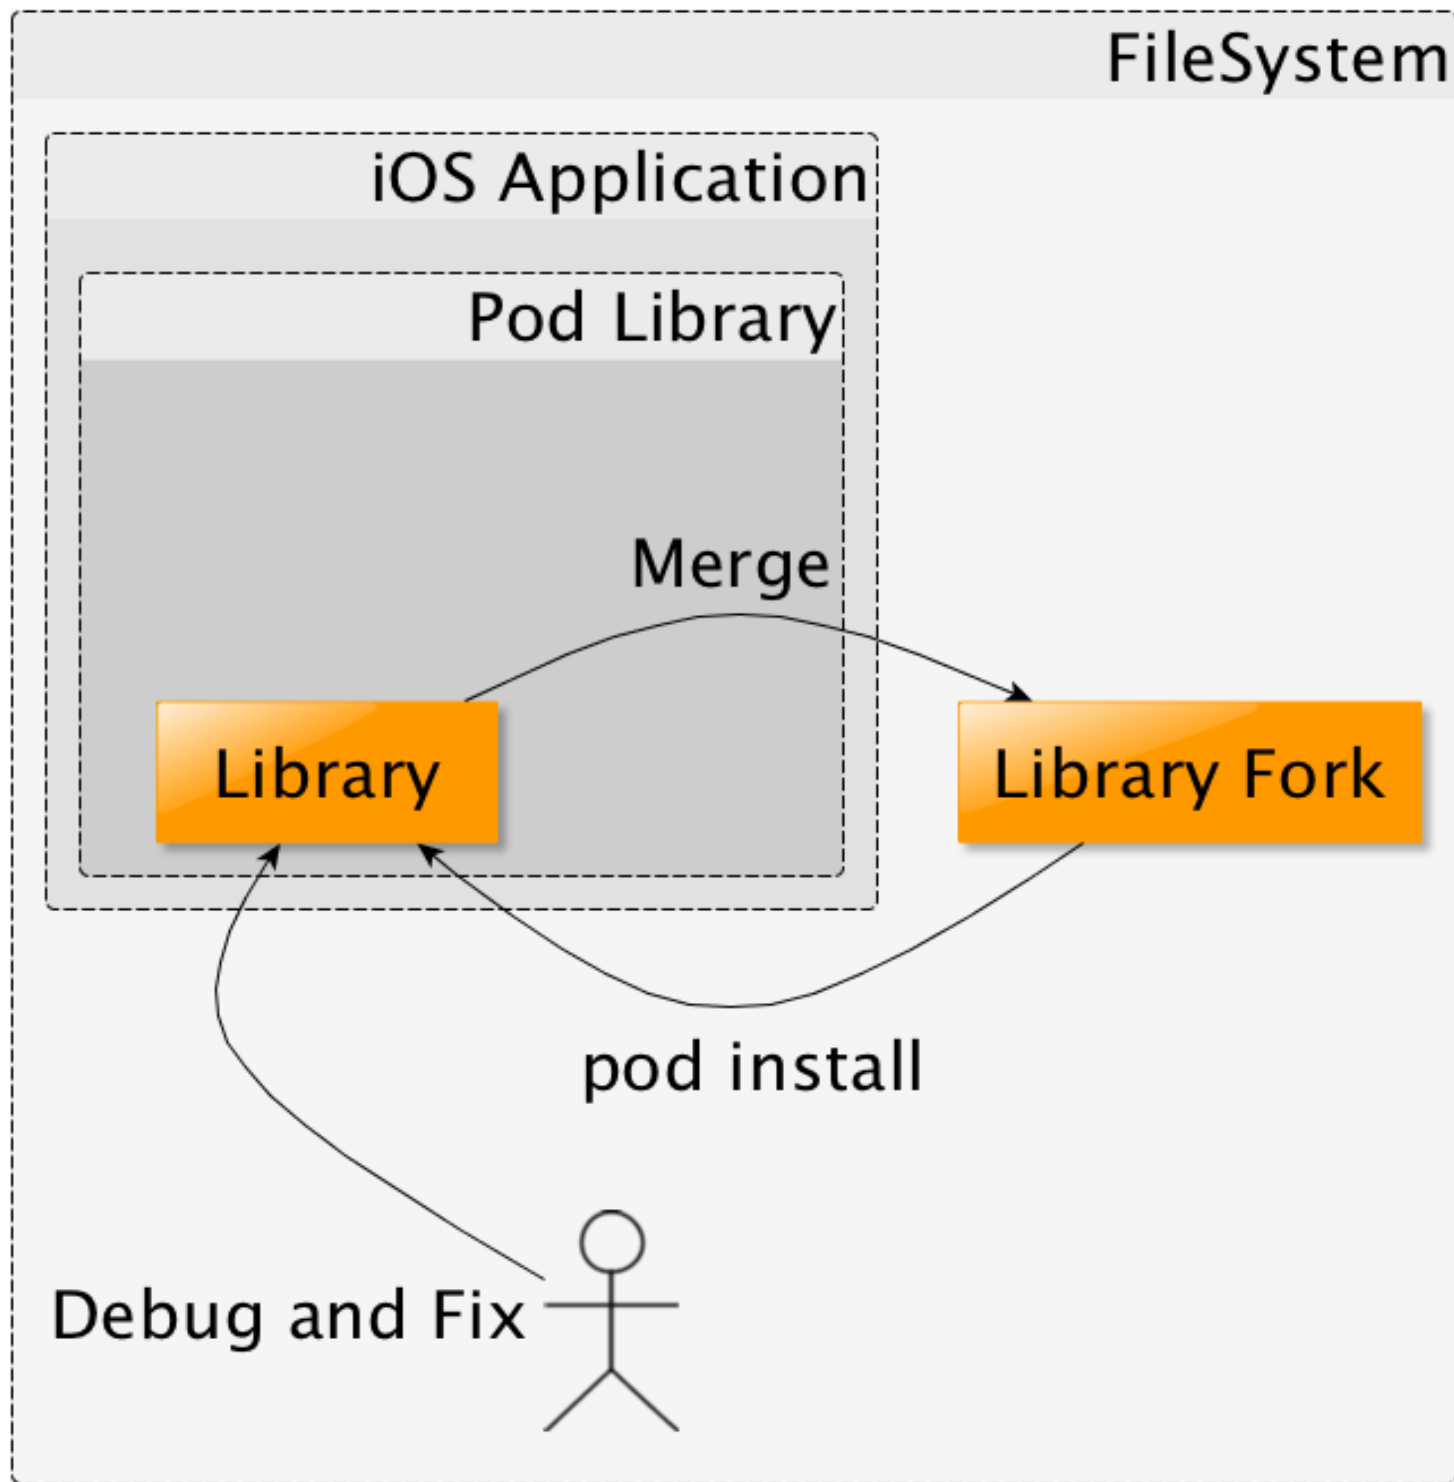 FileSystem
iOS Application
Pod Library
Merge
Library
Library Fork
pod install
Debug and Fix